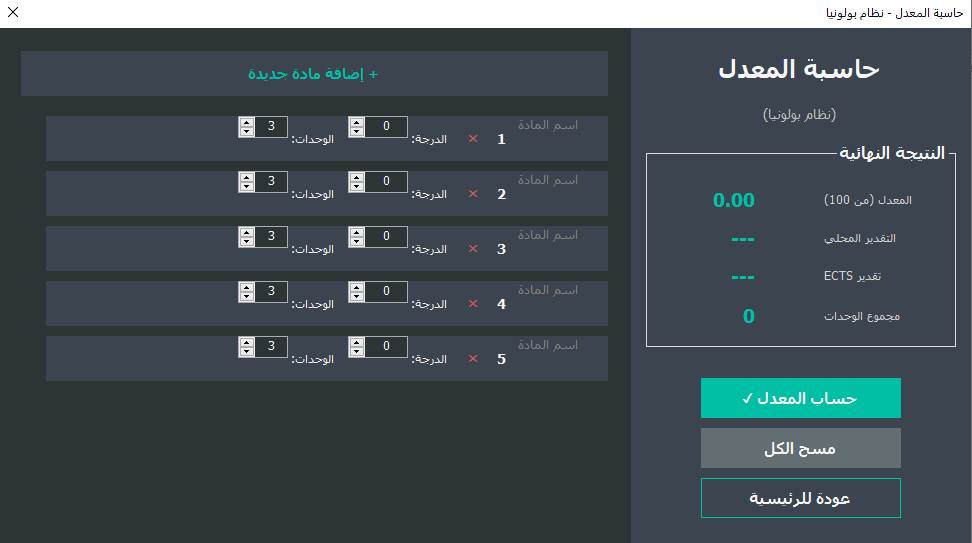 حاسبة المعدل - نظام بولونيا
حاسبة المعدل
(نظام بولونيا)
النتيجة النهائية
المعدل (من 100) 0.00
التقدير المحلي ---
تقدير ECTS ---
مجموع الوحدات 0
حساب المعدل ✓
مسح الكل
عودة للرئيسية
+ إضافة مادة جديدة
اسم المادة 1 × الدرجة: 0 الوحدات: 3
اسم المادة 2 × الدرجة: 0 الوحدات: 3
اسم المادة 3 × الدرجة: 0 الوحدات: 3
اسم المادة 4 × الدرجة: 0 الوحدات: 3
اسم المادة 5 × الدرجة: 0 الوحدات: 3